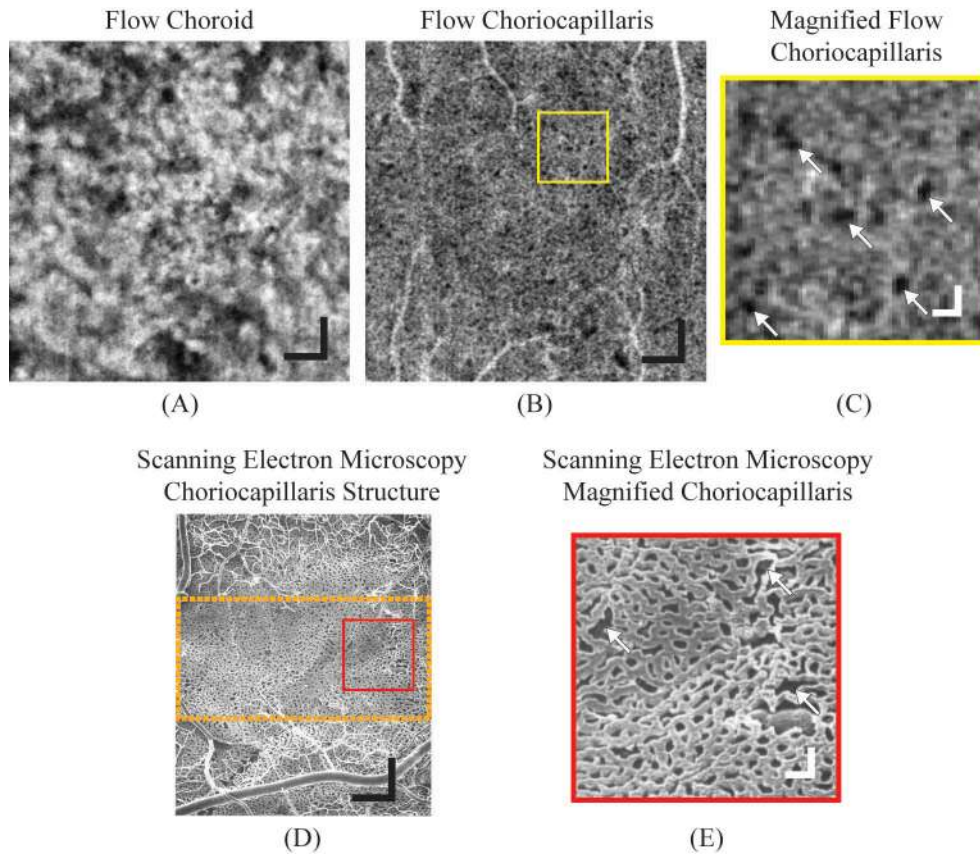 Flow Choroid
Flow Choriocapillaris
Magnified Flow
Choriocapillaris
(A)
(B)
(C)
Scanning Electron Microscopy
Choriocapillaris Structure
Scanning Electron Microscopy
Magnified Choriocapillaris
(D)
(E)